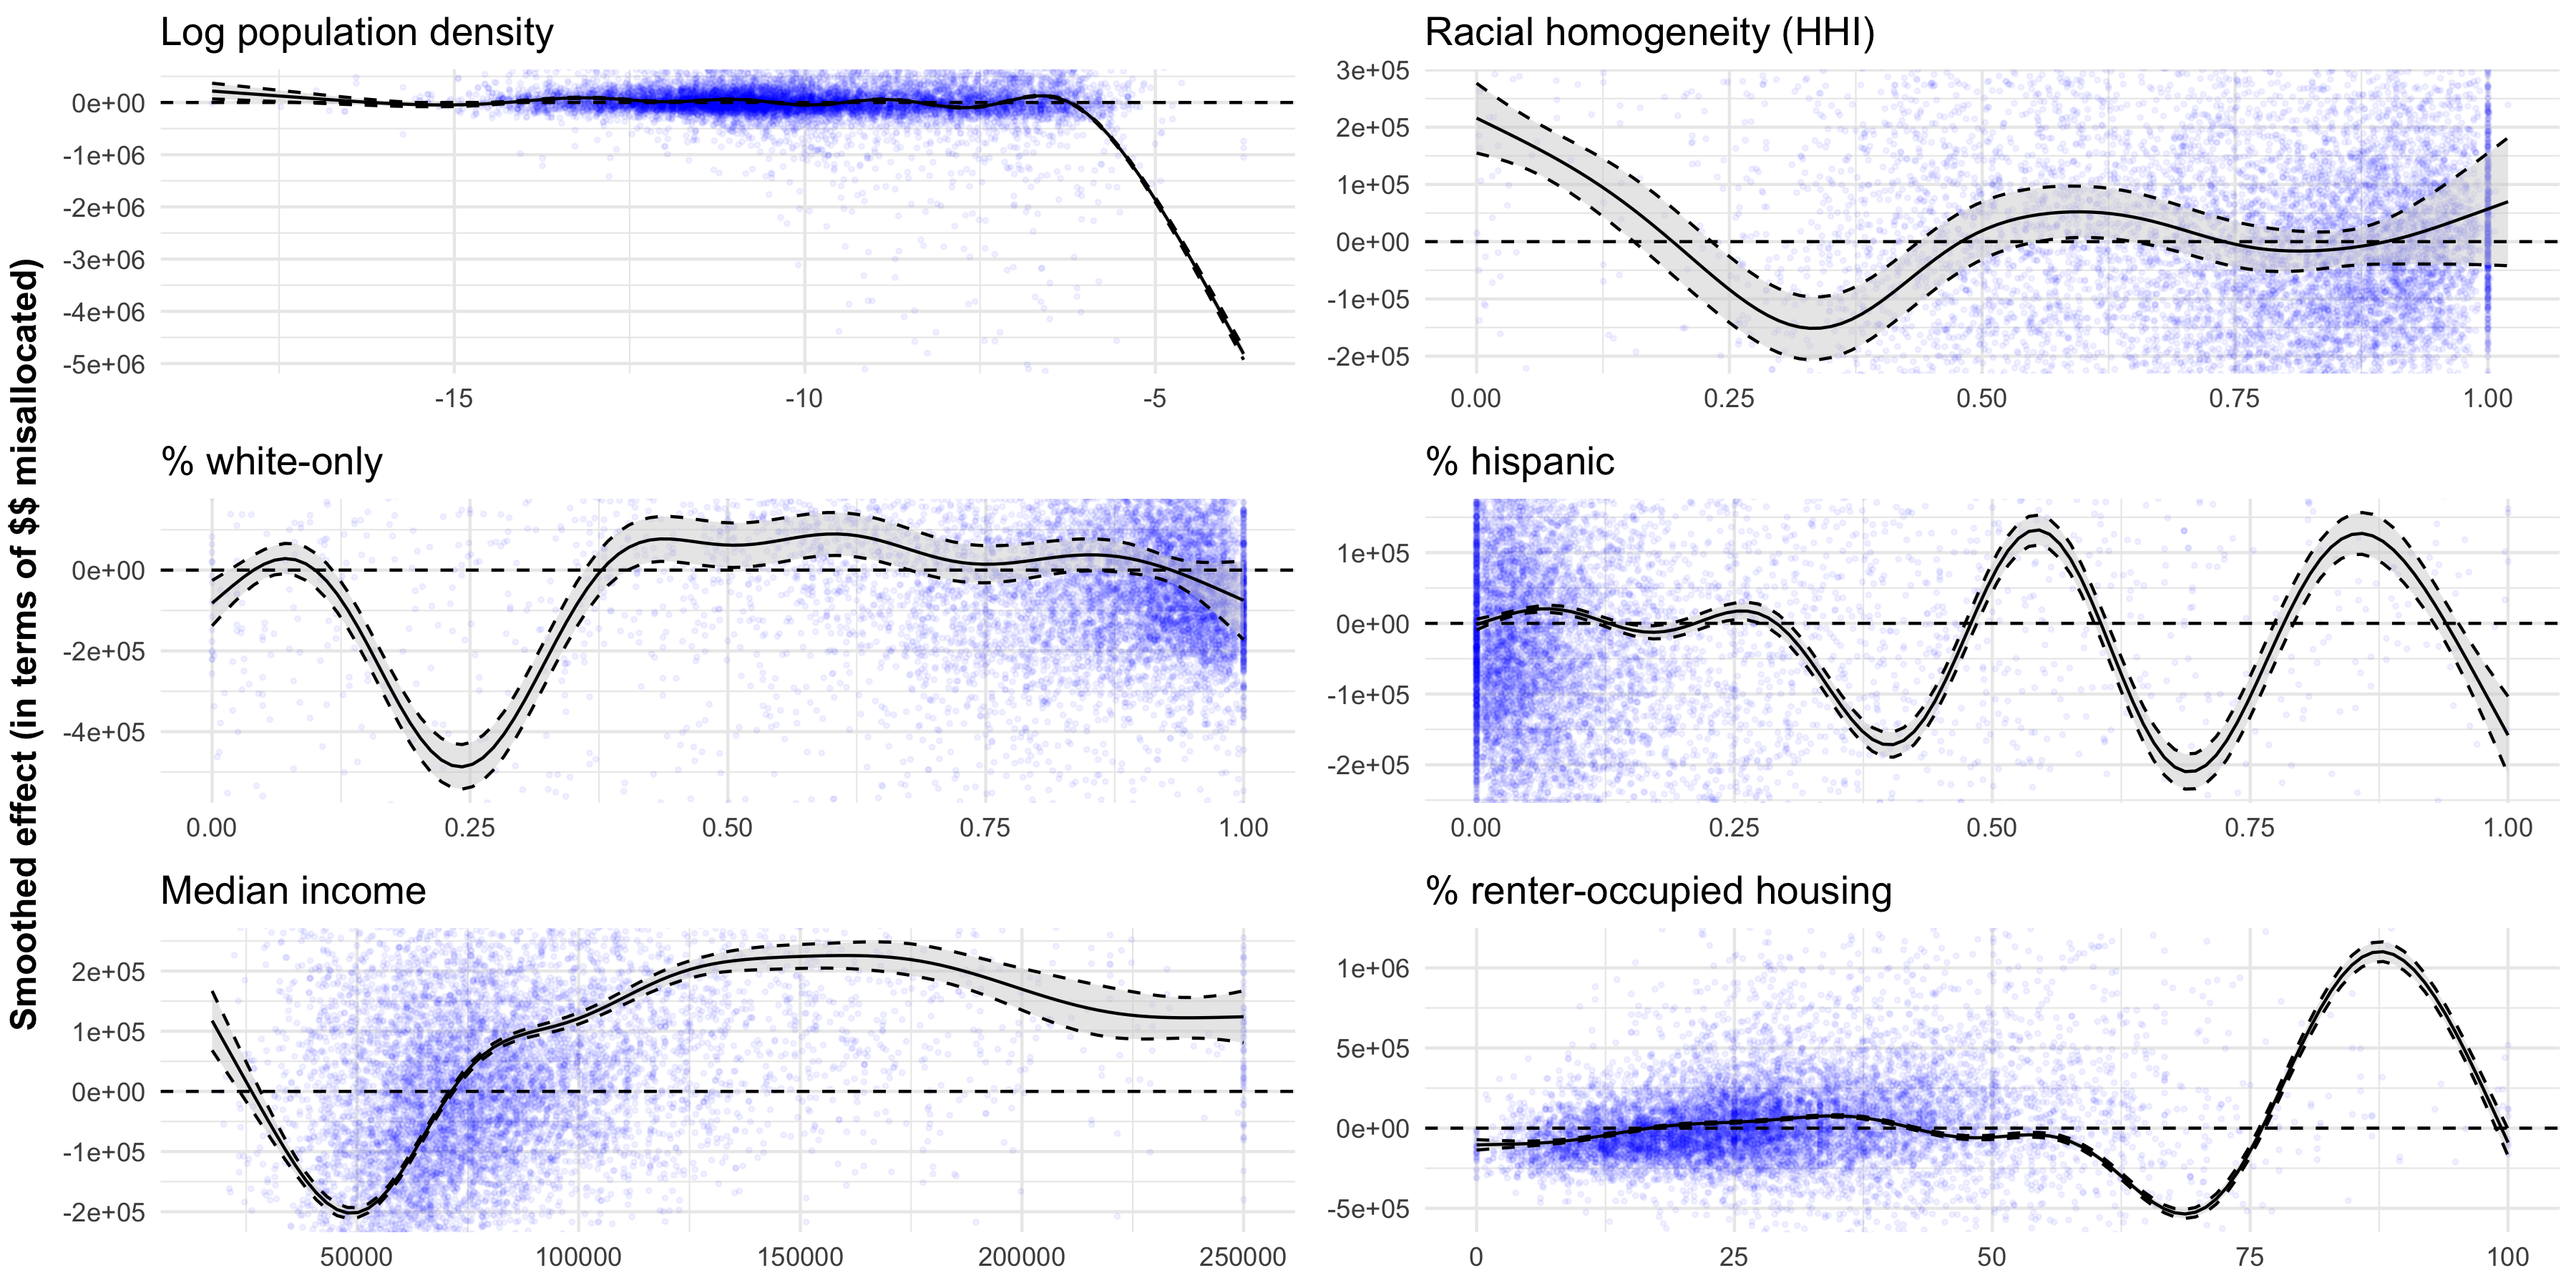 Smoothed effect (in terms of $$ misallocated)
Log population density
0e+00
-1e+06
-2e+06
-3e+06
-4e+06
-5e+06
-15 -10 -5
Racial homogeneity (HHI)
3e+05
2e+05
1e+05
0e+00
-1e+05
-2e+05
0.00 0.25 0.50 0.75 1.00
% white-only
0e+00
-2e+05
-4e+05
0.00 0.25 0.50 0.75 1.00
% hispanic
1e+05
0e+00
-1e+05
-2e+05
0.00 0.25 0.50 0.75 1.00
Median income
2e+05
1e+05
0e+00
-1e+05
-2e+05
50000 100000 150000 200000 250000
% renter-occupied housing
1e+06
5e+05
0e+00
-5e+05
0 25 50 75 100